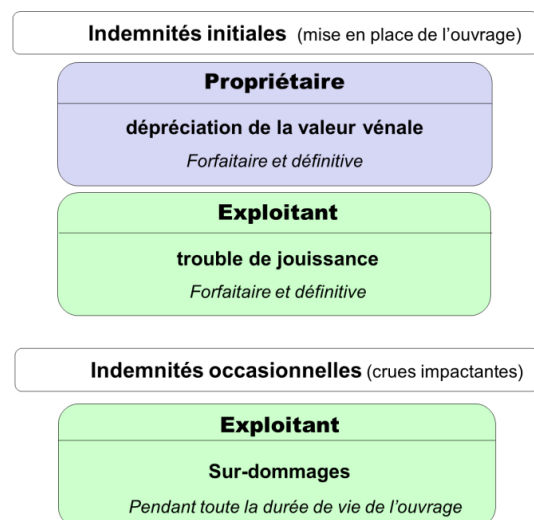 Indemnités initiales (mise en place de l'ouvrage)
Propriétaire
dépréciation de la valeur vénale
Forfaitaire et définitive
Exploitant
trouble de jouissance
Forfaitaire et définitive
Indemnités occasionnelles (crues impactantes)
Exploitant
Sur-dommages
Pendant toute la durée de vie de l'ouvrage